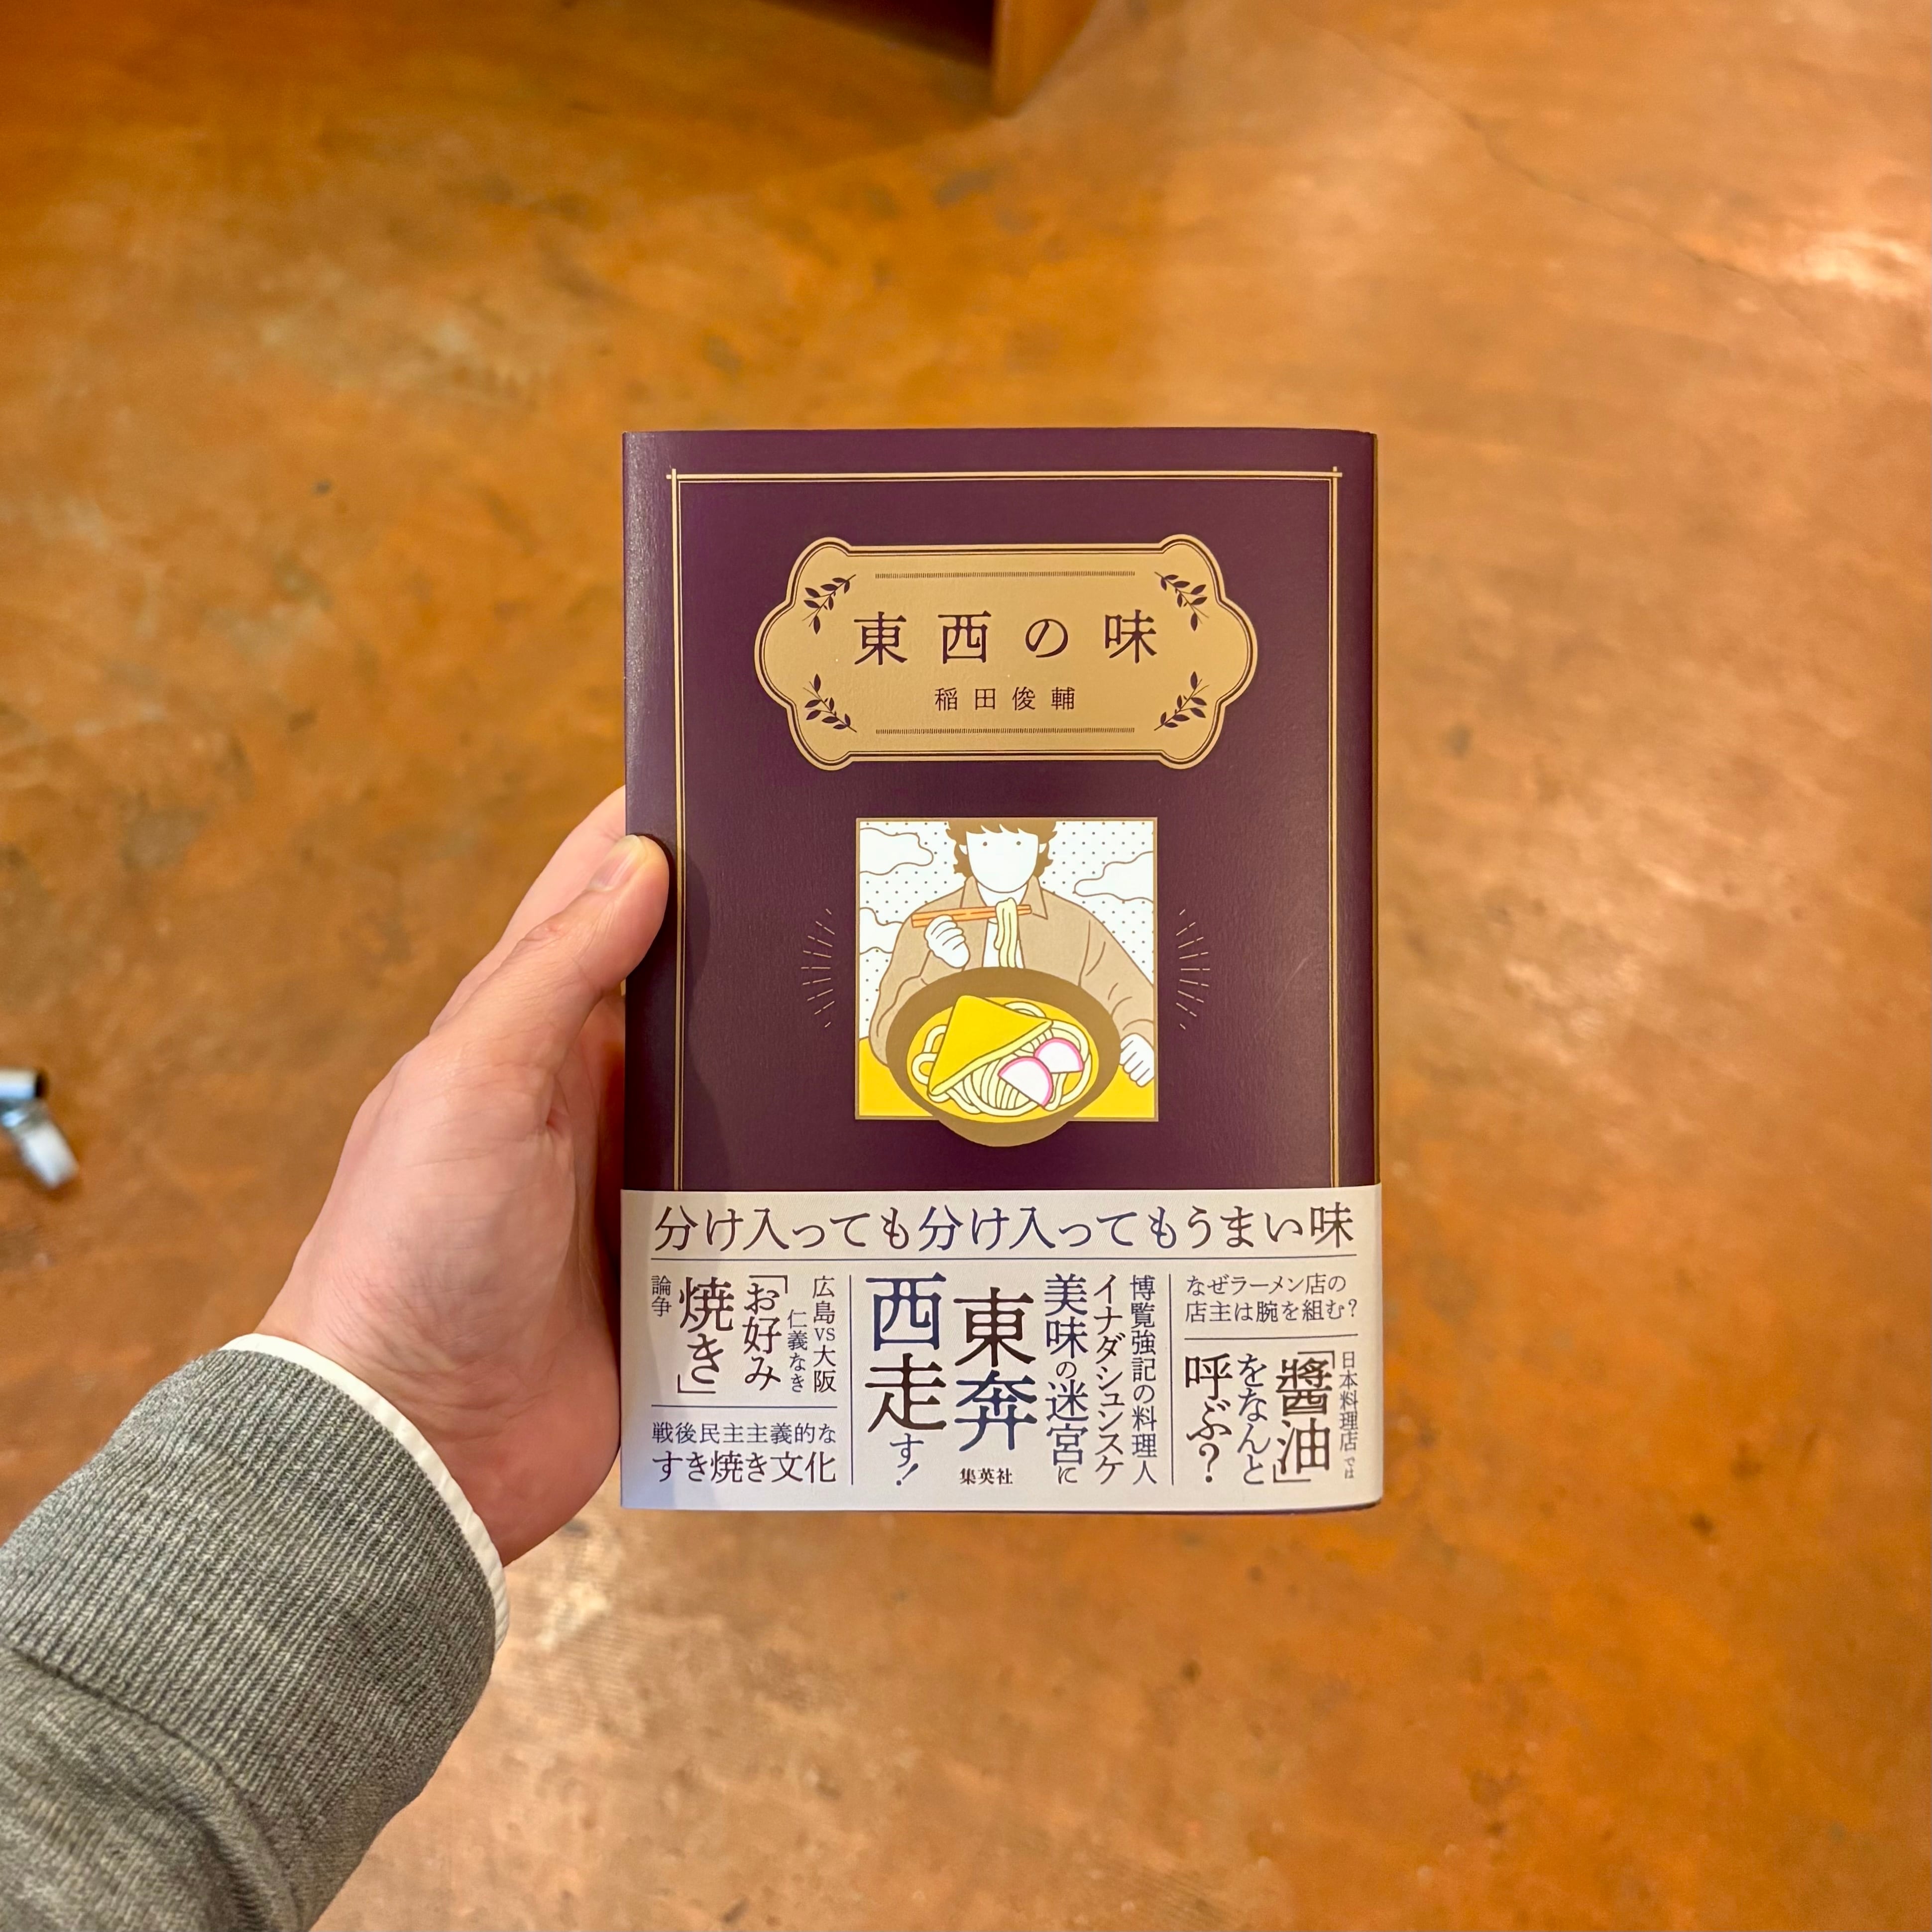 東西の味
稲田俊輔
分け入っても分け入ってもうまい味
なぜラーメン店の
店主は腕を組む?
日本料理店では
「醬油」
をなんと
呼ぶ?
博覧強記の料理人
イナダシュンスケ
美味の迷宮に
東奔
西走す!
集英社
広島VS大阪
仁義なき
「お好み
焼き」
論争
戦後民主主義的な
すき焼き文化